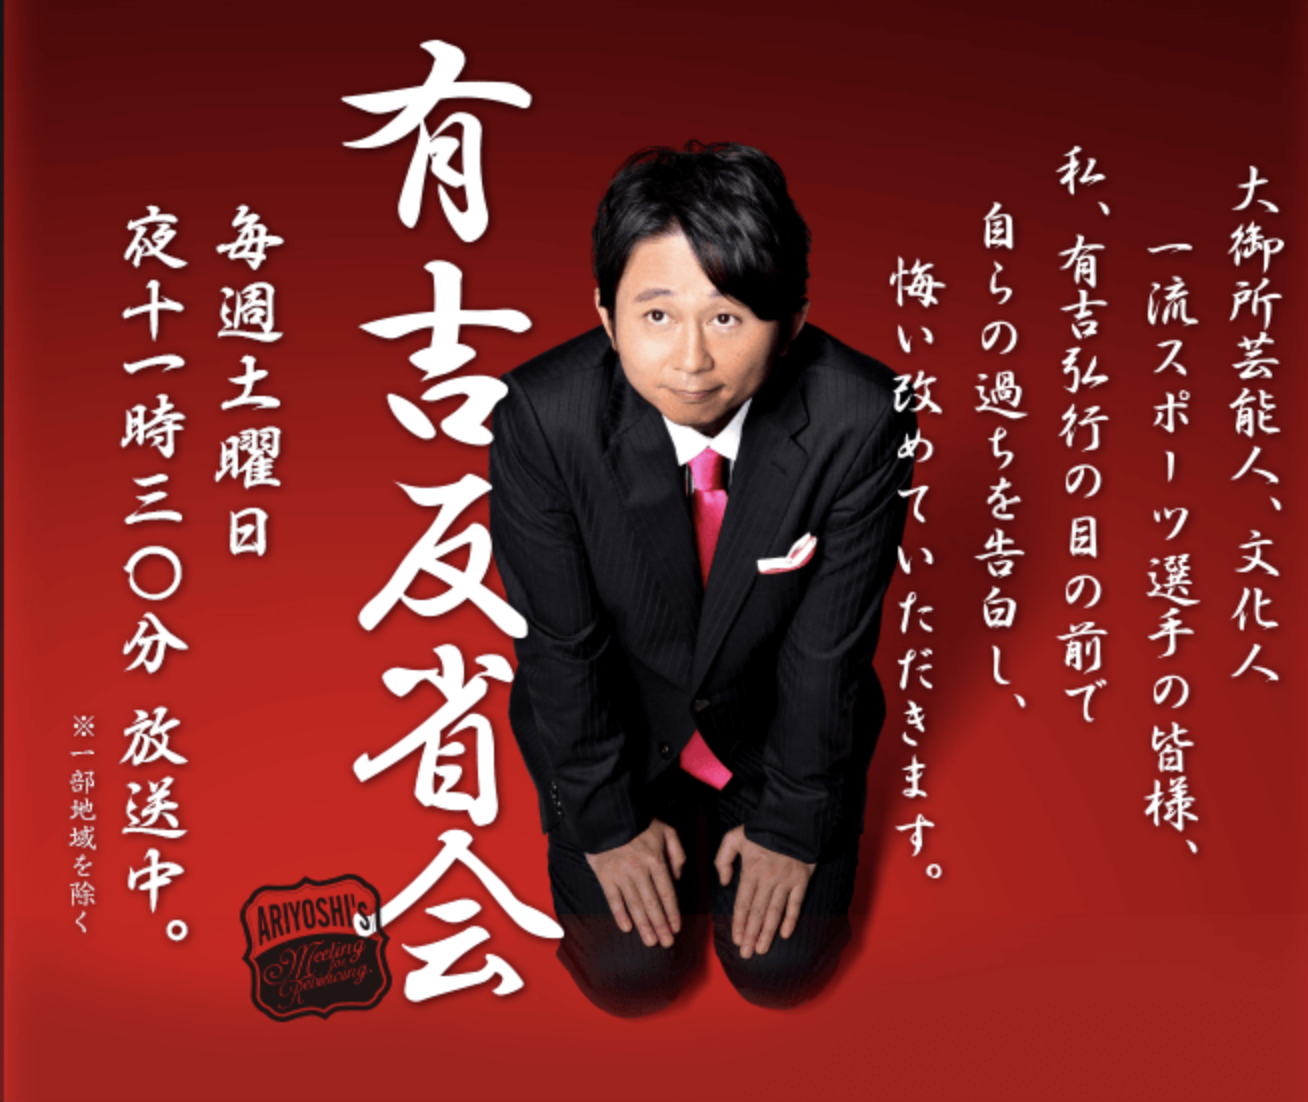 大御所芸能人、文化人
一流スポーツ選手の皆様、
私、有吉弘行の目の前で
自らの過ちを告白し、
悔い改めていただきます。
有吉反省会
毎週土曜日
夜十一時三〇分 放送中。
※一部地域を除く
ARIYOSHI's
Meeting
for
Reviewing.